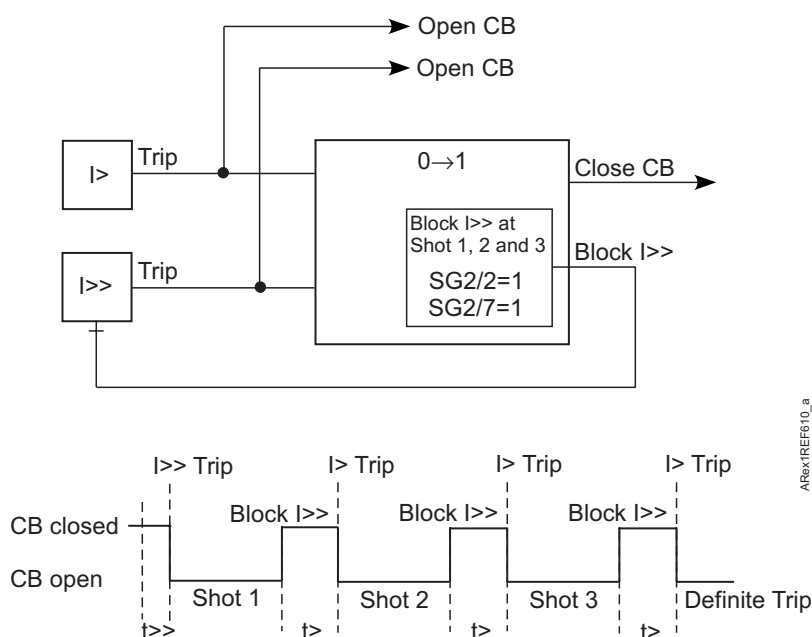 Open CB
Open CB
0→1
I>
Trip
Close CB
Block I>> at
Shot 1, 2 and 3
SG2/2=1
SG2/7=1
Block I>>
I>>
Trip
ARex1REF610_a
I>> Trip
I> Trip
I> Trip
I> Trip
CB closed
Block I>>
Block I>>
Block I>>
CB open
Shot 1
Shot 2
Shot 3
Definite Trip
t>>
t>
t>
t>